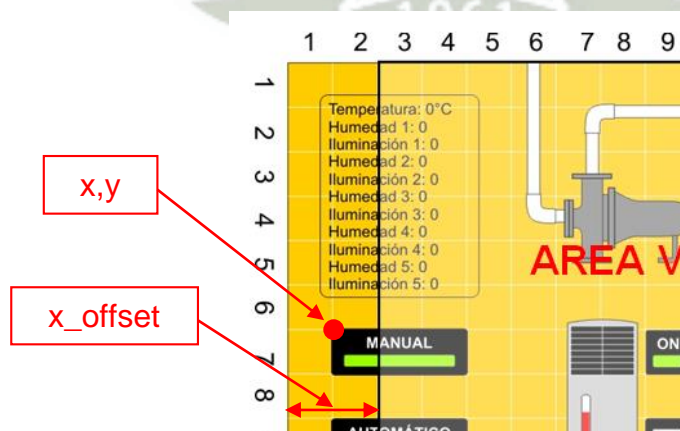 1961
1 2 3 4 5 6 7 8 9
1
2
3
4
5
6
7
8
Temperatura: 0°C
Humedad 1: 0
Iluminación 1: 0
Humedad 2: 0
Iluminación 2: 0
Humedad 3: 0
Iluminación 3: 0
Humedad 4: 0
Iluminación 4: 0
Humedad 5: 0
Iluminación 5: 0
x,y
AREA V
x_offset
MANUAL
ON
AUTOMÁTICO